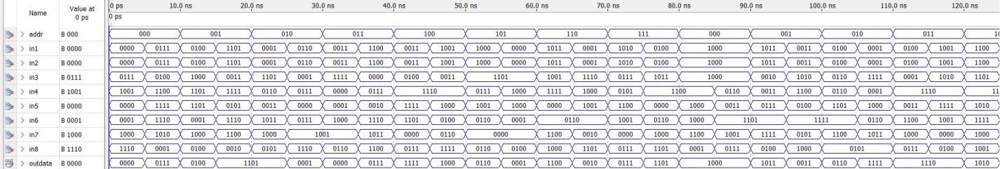 Name Value at 0 ps 0 ps 10.0 ns 20.0 ns 30.0 ns 40.0 ns 50.0 ns 60.0 ns 70.0 ns 80.0 ns 90.0 ns 100.0 ns 110.0 ns 120.0 ns
0 ps
addr B 000 000 001 010 011 100 101 110 111 000 001 010 011
in1 B 0000 0000 0111 0100 1101 0001 0110 0011 1100 0011 1001 1000 0000 1011 0001 1010 0100 1000 1011 0011 0100 0001 0100 1001 1100
in2 B 0000 0000 0111 0100 1101 0001 0110 0011 1100 0011 1001 1000 0000 1011 0001 1010 0100 1000 1011 0011 0100 0001 0100 1001 1100
in3 B 0111 0111 0100 1000 0011 1101 0001 1111 0000 0100 0011 1101 1001 1110 0111 1011 1000 0010 1010 0110 1111 0001 1010 1101
in4 B 1001 1001 1100 1101 1111 0110 0111 0000 0111 1110 0111 1000 1111 1000 0101 1100 0110 0011 1100 0110 0001 1110 11
in5 B 0000 0000 1111 1101 0101 0011 0000 0001 0010 1111 1000 1001 1000 0000 1001 1100 0000 1000 0011 0111 0100 1101 1000 0011 1111 1010
in6 B 0001 0001 1110 0001 1110 1011 0111 1000 1110 1101 0100 0110 0001 0110 1001 0110 1000 1101 1111 0110 1100 1001 1111
in7 B 1000 1000 1010 1000 1100 1000 1001 1011 0000 0110 0000 1100 0010 0000 1000 1100 1001 1111 0101 1100 1011 1000 0000 1000
in8 B 1110 1110 0001 0100 0010 0101 1110 0110 1100 0111 1111 0110 0100 1000 1101 0111 1101 0001 0111 0100 1000 0101 0111 0100 1001
outdata B 0000 0000 0111 0100 1101 0001 0000 0111 1111 1000 0110 0001 1100 0010 0111 1101 1000 1011 0011 0110 1111 1110 1010